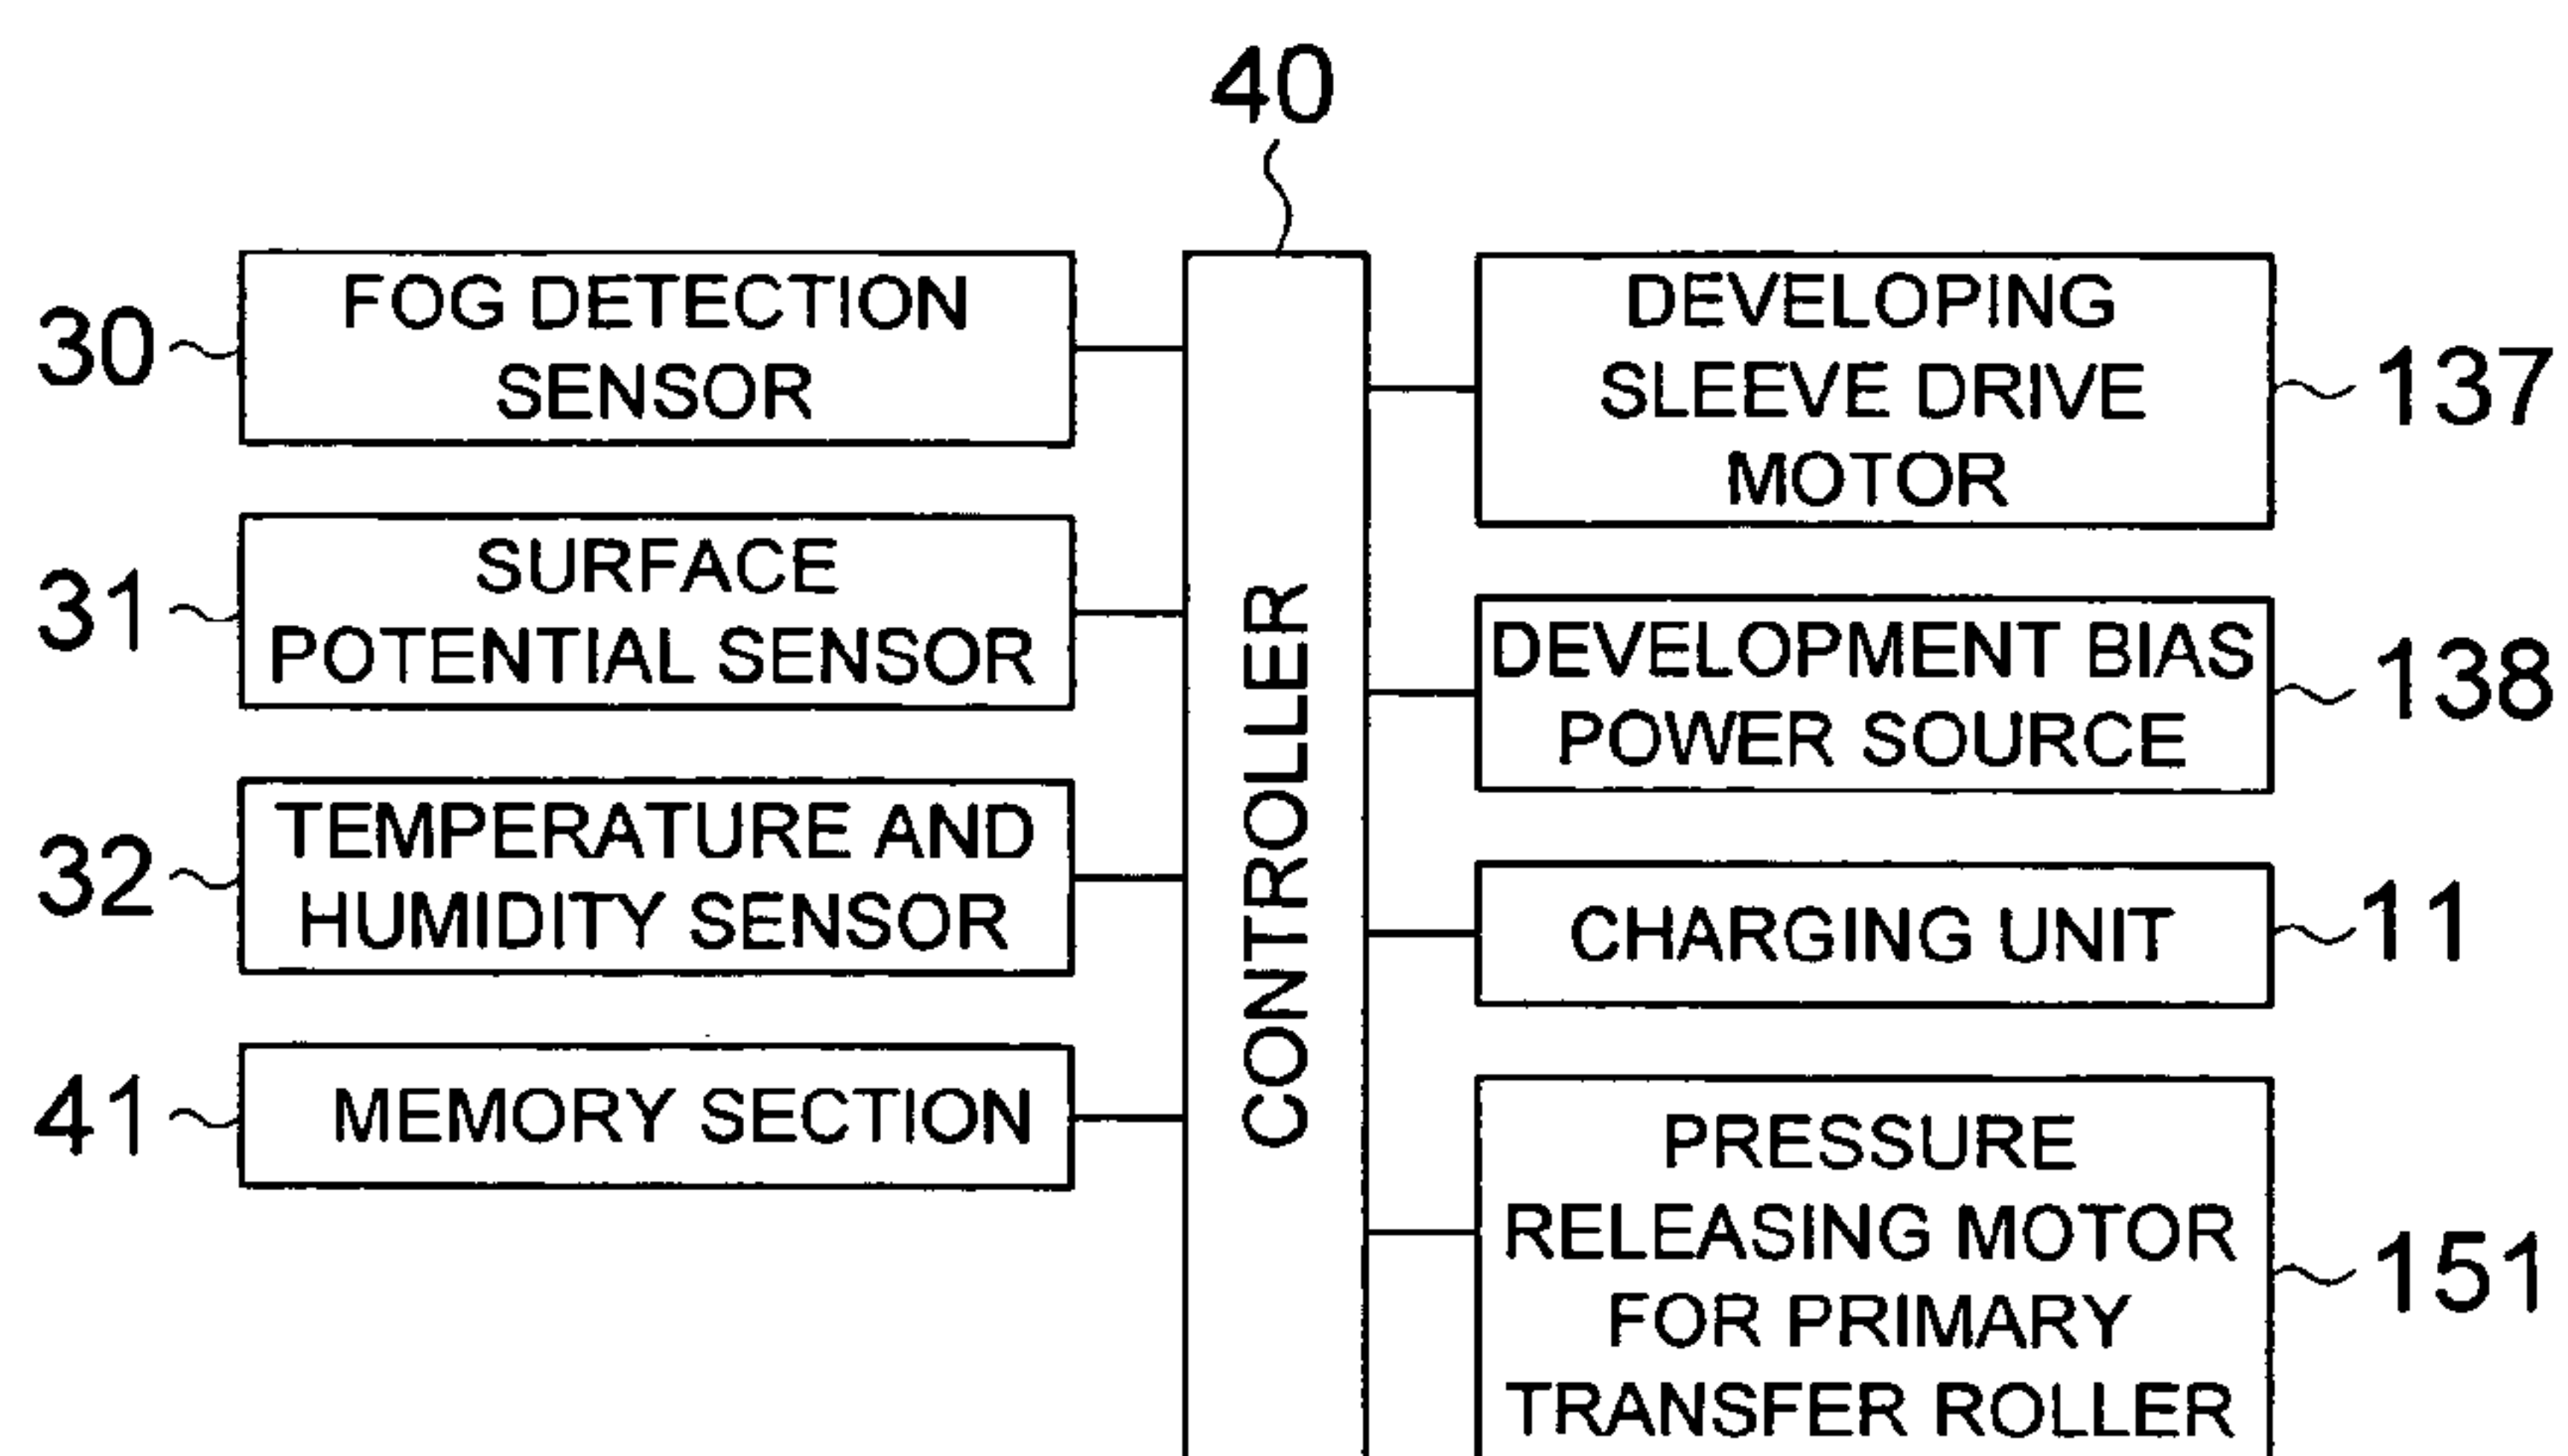 40
30
FOG DETECTION
SENSOR
31
SURFACE
POTENTIAL SENSOR
32
TEMPERATURE AND
HUMIDITY SENSOR
41
MEMORY SECTION
CONTROLLER
DEVELOPING
SLEEVE DRIVE
MOTOR
137
DEVELOPMENT BIAS
POWER SOURCE
138
CHARGING UNIT
11
PRESSURE
RELEASING MOTOR
FOR PRIMARY
TRANSFER ROLLER
151